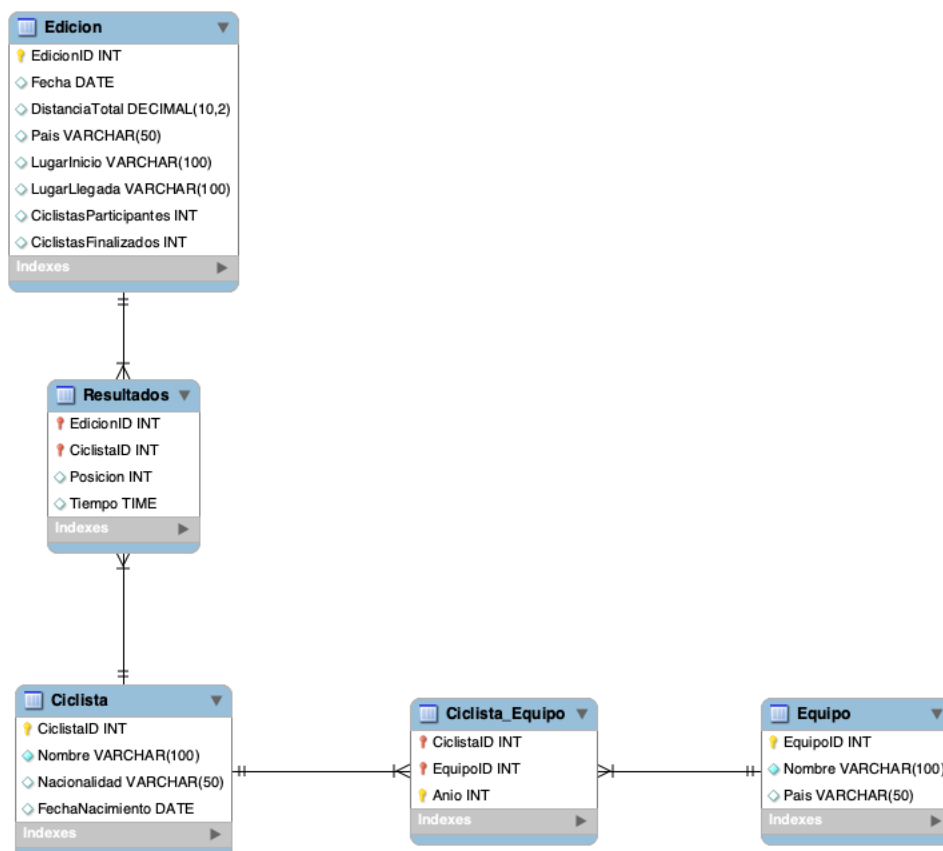 Edicion
EdicionID INT
Fecha DATE
DistanciaTotal DECIMAL(10,2)
Pais VARCHAR(50)
LugarInicio VARCHAR(100)
LugarLlegada VARCHAR(100)
CiclistasParticipantes INT
CiclistasFinalizados INT
Indexes
Resultados
EdicionID INT
CiclistaID INT
Posicion INT
Tiempo TIME
Indexes
Ciclista
CiclistaID INT
Nombre VARCHAR(100)
Nacionalidad VARCHAR(50)
FechaNacimiento DATE
Indexes
Ciclista_Equipo
CiclistaID INT
EquipoID INT
Anio INT
Indexes
Equipo
EquipoID INT
Nombre VARCHAR(100)
Pais VARCHAR(50)
Indexes